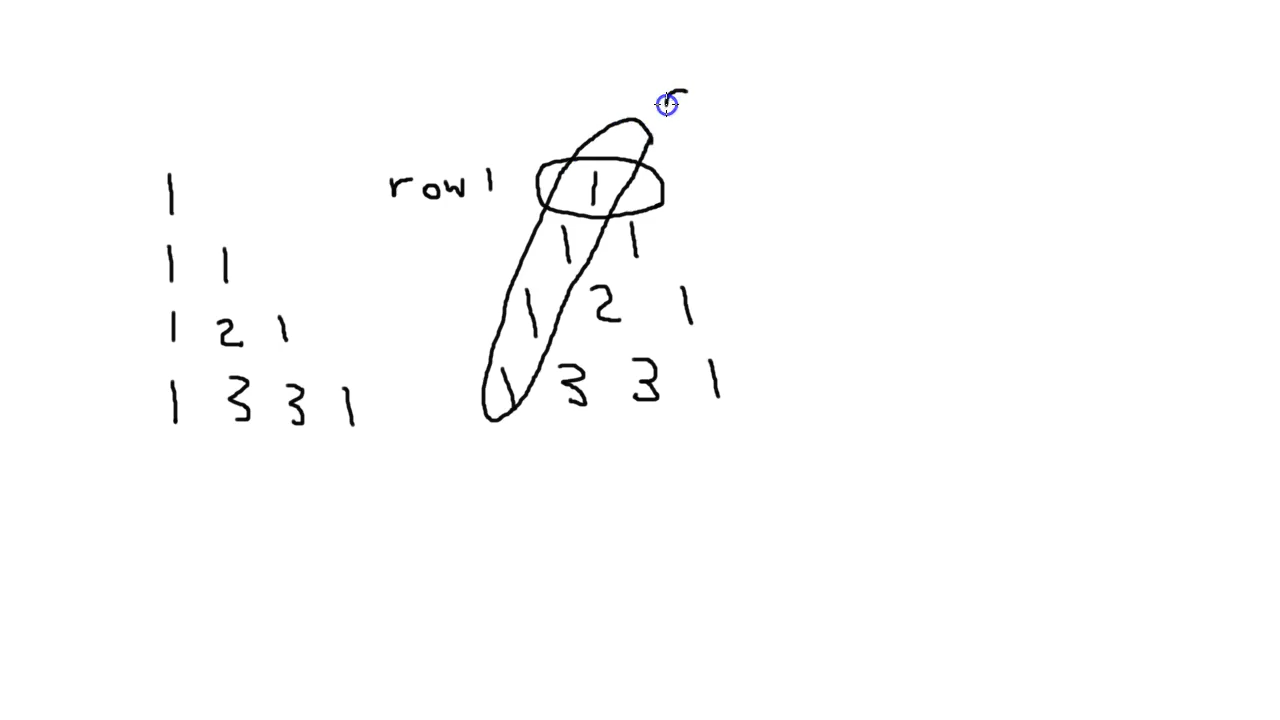 1
1 1
1 2 1
1 3 3 1
row 1 1
1 1
1 2 1
1 3 3 1